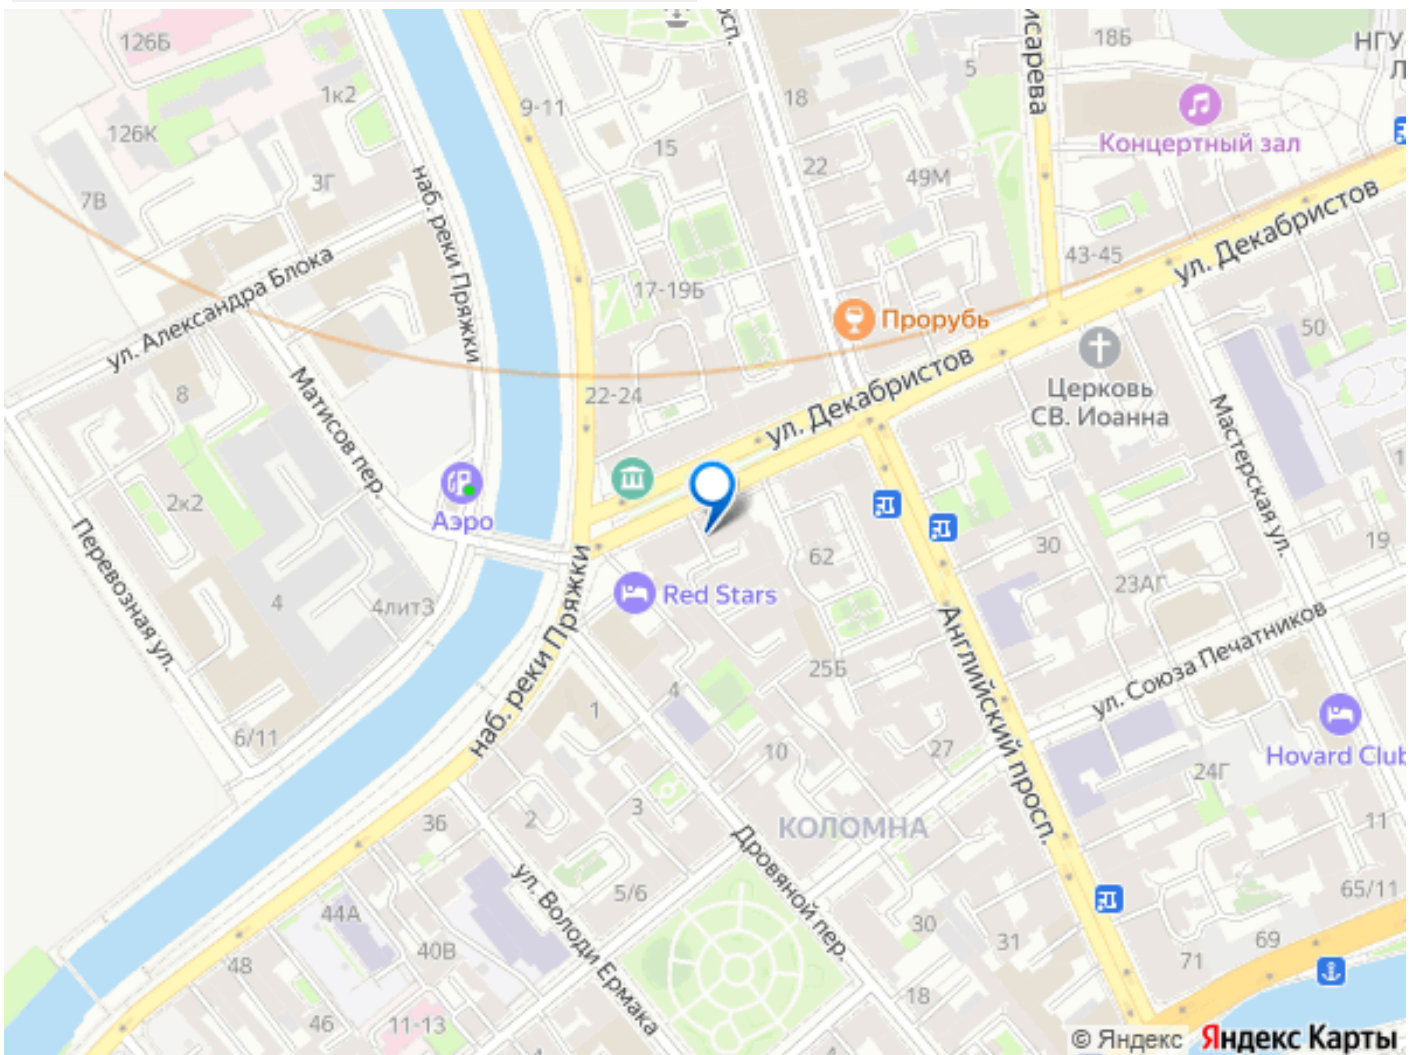 126Б
1к2
126К
3Г
7В
наб. реки Пряжки
ул. Александра Блока
9-11
15
18
22
49М
5
18Б
исарева
просп.
НГУ
Концертный зал
17-19Б
43-45
ул. Декабристов
Прорубь
Церковь
СВ. Иоанна
50
Мастерская ул.
19
8
Матисов пер.
2к2
Перевозная ул.
4
4литЗ
Аэро
22-24
ул. Декабристов
Red Stars
62
25Б
30
23АГ
ул. Союза Печатников
Английский просп.
27
Hovard Club
24Г
11
65/11
6/11
наб. реки Пряжки
1
4
10
2
3
КОЛОМНА
36
5/6
Дровяной пер.
ул. Володи Ермака
44А
40В
48
46
11-13
30
31
18
71
69
© Яндекс Яндекс Карты